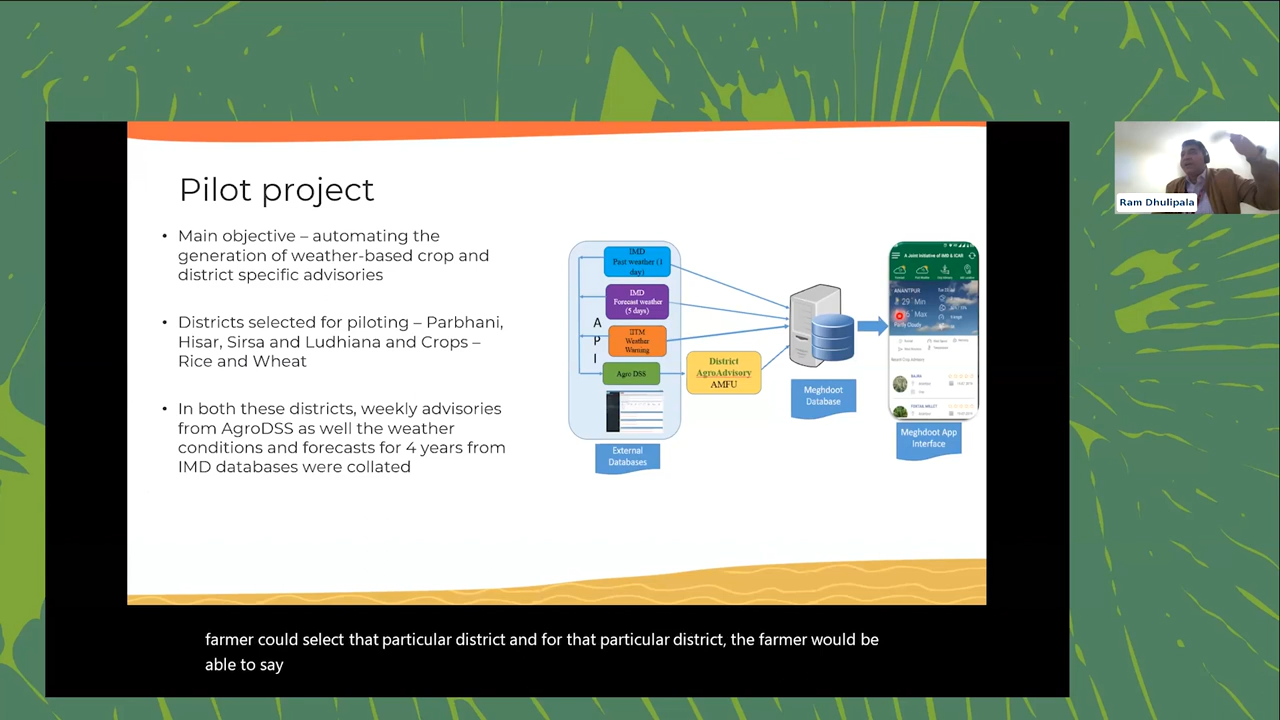 Pilot project
• Main objective – automating the
generation of weather-based crop and
district specific advisories
• Districts selected for piloting – Parbhani,
Hisar, Sirsa and Ludhiana and Crops –
Rice and Wheat
• In both these districts, weekly advisories
from AgroDSS as well the weather
conditions and forecasts for 4 years from
IMD databases were collated
IMD
Past weather (1
day)
IMD
Forecast weather
(5 days)
Weather
Warning
Agro DSS
A
P
I
External
Databases
District
AgroAdvisory
AMFU
Meghdoot
Database
A Joint Initiative of IMD & ICAR
ANANTPUR
29° Min
Max
Partly Cloudy
Meghdoot App
Interface
Ram Dhulipala
farmer could select that particular district and for that particular district, the farmer would be
able to say